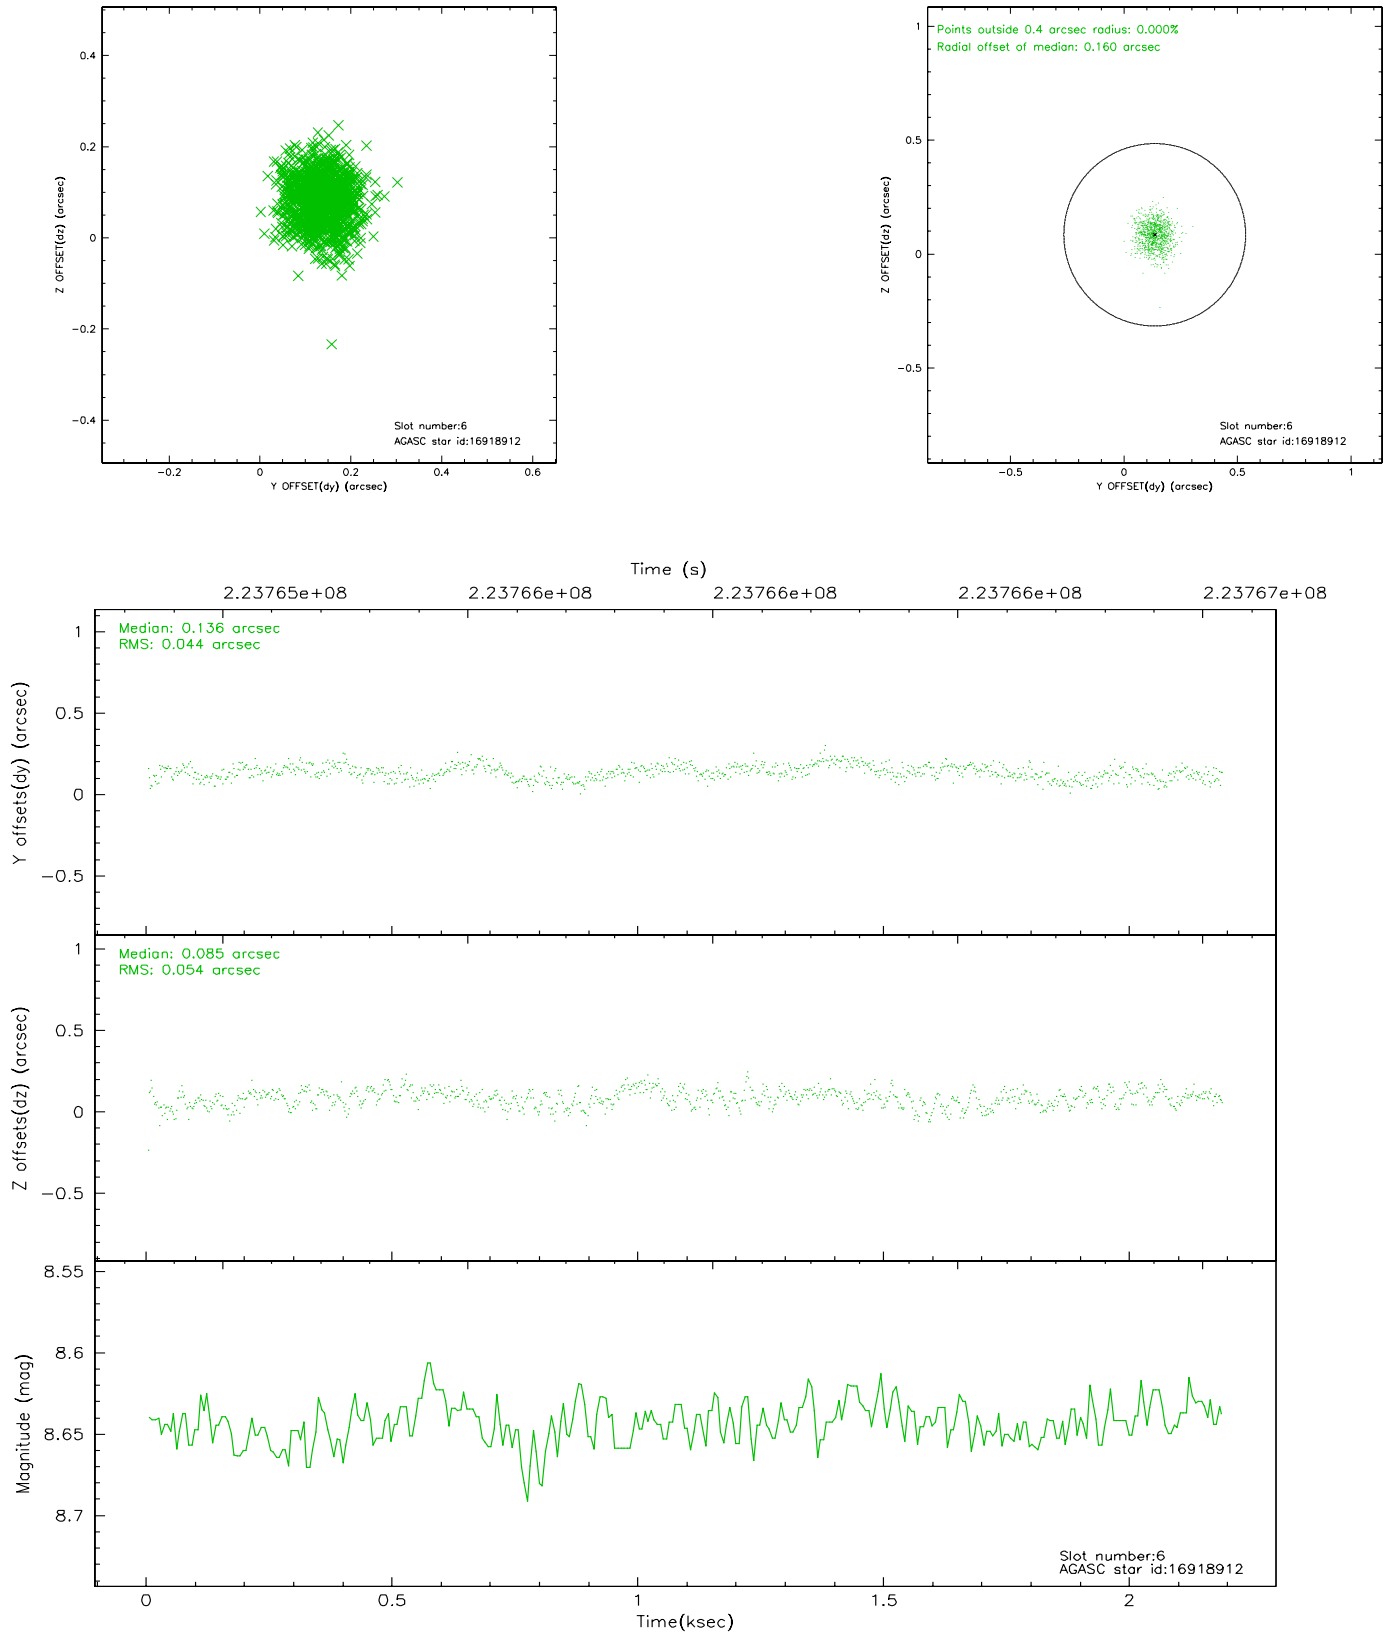 0.4
0.2
0
−0.2
−0.4
Z OFFSET(dz) (arcsec)
Slot number:6
AGASC star id:16918912
−0.2 0 0.2 0.4 0.6
Y OFFSET(dy) (arcsec)
Points outside 0.4 arcsec radius: 0.000%
Radial offset of median: 0.160 arcsec
1
0.5
0
−0.5
Z OFFSET(dz) (arcsec)
Slot number:6
AGASC star id:16918912
−0.5 0 0.5 1
Y OFFSET(dy) (arcsec)
Time (s)
2.23765e+08 2.23766e+08 2.23766e+08 2.23766e+08 2.23767e+08
Median: 0.136 arcsec
RMS: 0.044 arcsec
1
0.5
0
−0.5
Y offsets(dy) (arcsec)
Median: 0.085 arcsec
RMS: 0.054 arcsec
1
0.5
0
−0.5
Z offsets(dz) (arcsec)
8.55
8.6
8.65
8.7
Magnitude (mag)
Slot number:6
AGASC star id:16918912
0 0.5 1 1.5 2
Time(ksec)